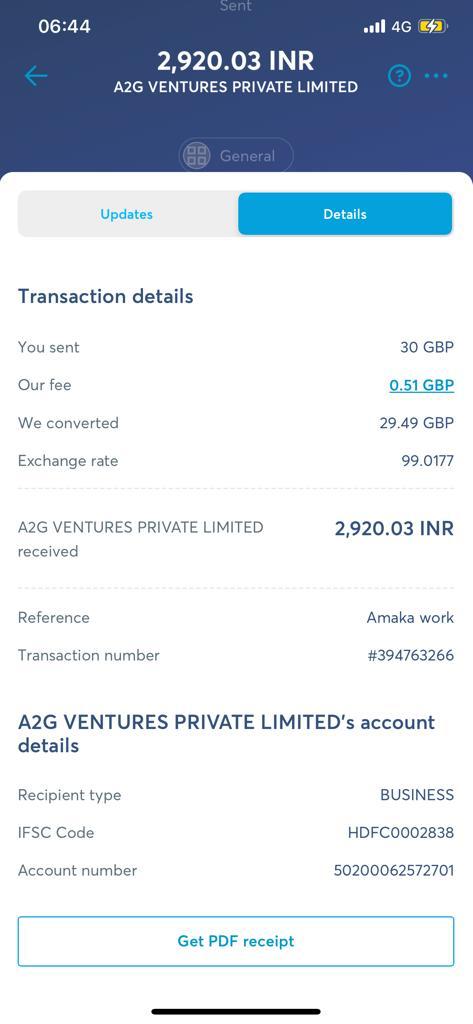 Sent
06:44
4G
2,920.03 INR
A2G VENTURES PRIVATE LIMITED
?
General
Updates
Details
Transaction details
You sent 30 GBP
Our fee 0.51 GBP
We converted 29.49 GBP
Exchange rate 99.0177
A2G VENTURES PRIVATE LIMITED 2,920.03 INR
received
Reference Amaka work
Transaction number #394763266
A2G VENTURES PRIVATE LIMITED's account
details
Recipient type BUSINESS
IFSC Code HDFC0002838
Account number 50200062572701
Get PDF receipt